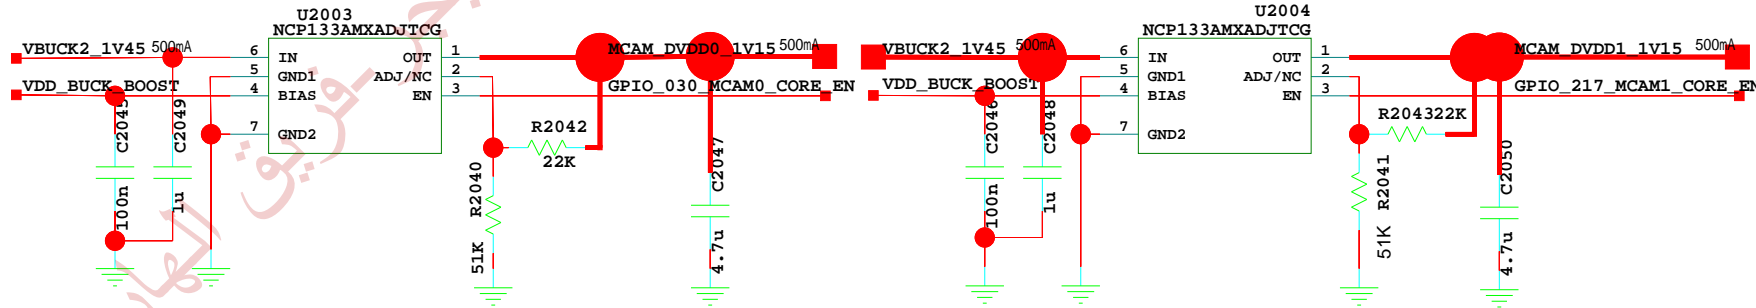 U2003
NCP133AMXADJTCG
VBUCK2_1V45 500mA
6 IN
OUT 1
MCAM_DVDD0_1V15 500mA
5 GND1
ADJ/NC 2
VDD_BUCK_BOOST
4 BIAS
EN 3
GPIO_030_MCAM0_CORE_EN
7 GND2
C2045
100n
C2049
1u
R2042
22K
R2040
51K
C2047
4.7u
U2004
NCP133AMXADJTCG
VBUCK2_1V45 500mA
6 IN
OUT 1
MCAM_DVDD1_1V15 500mA
5 GND1
ADJ/NC 2
VDD_BUCK_BOOST
4 BIAS
EN 3
GPIO_217_MCAM1_CORE_EN
7 GND2
C2046
100n
C2048
1u
R2043 22K
R2041
51K
C2050
4.7u
فريق